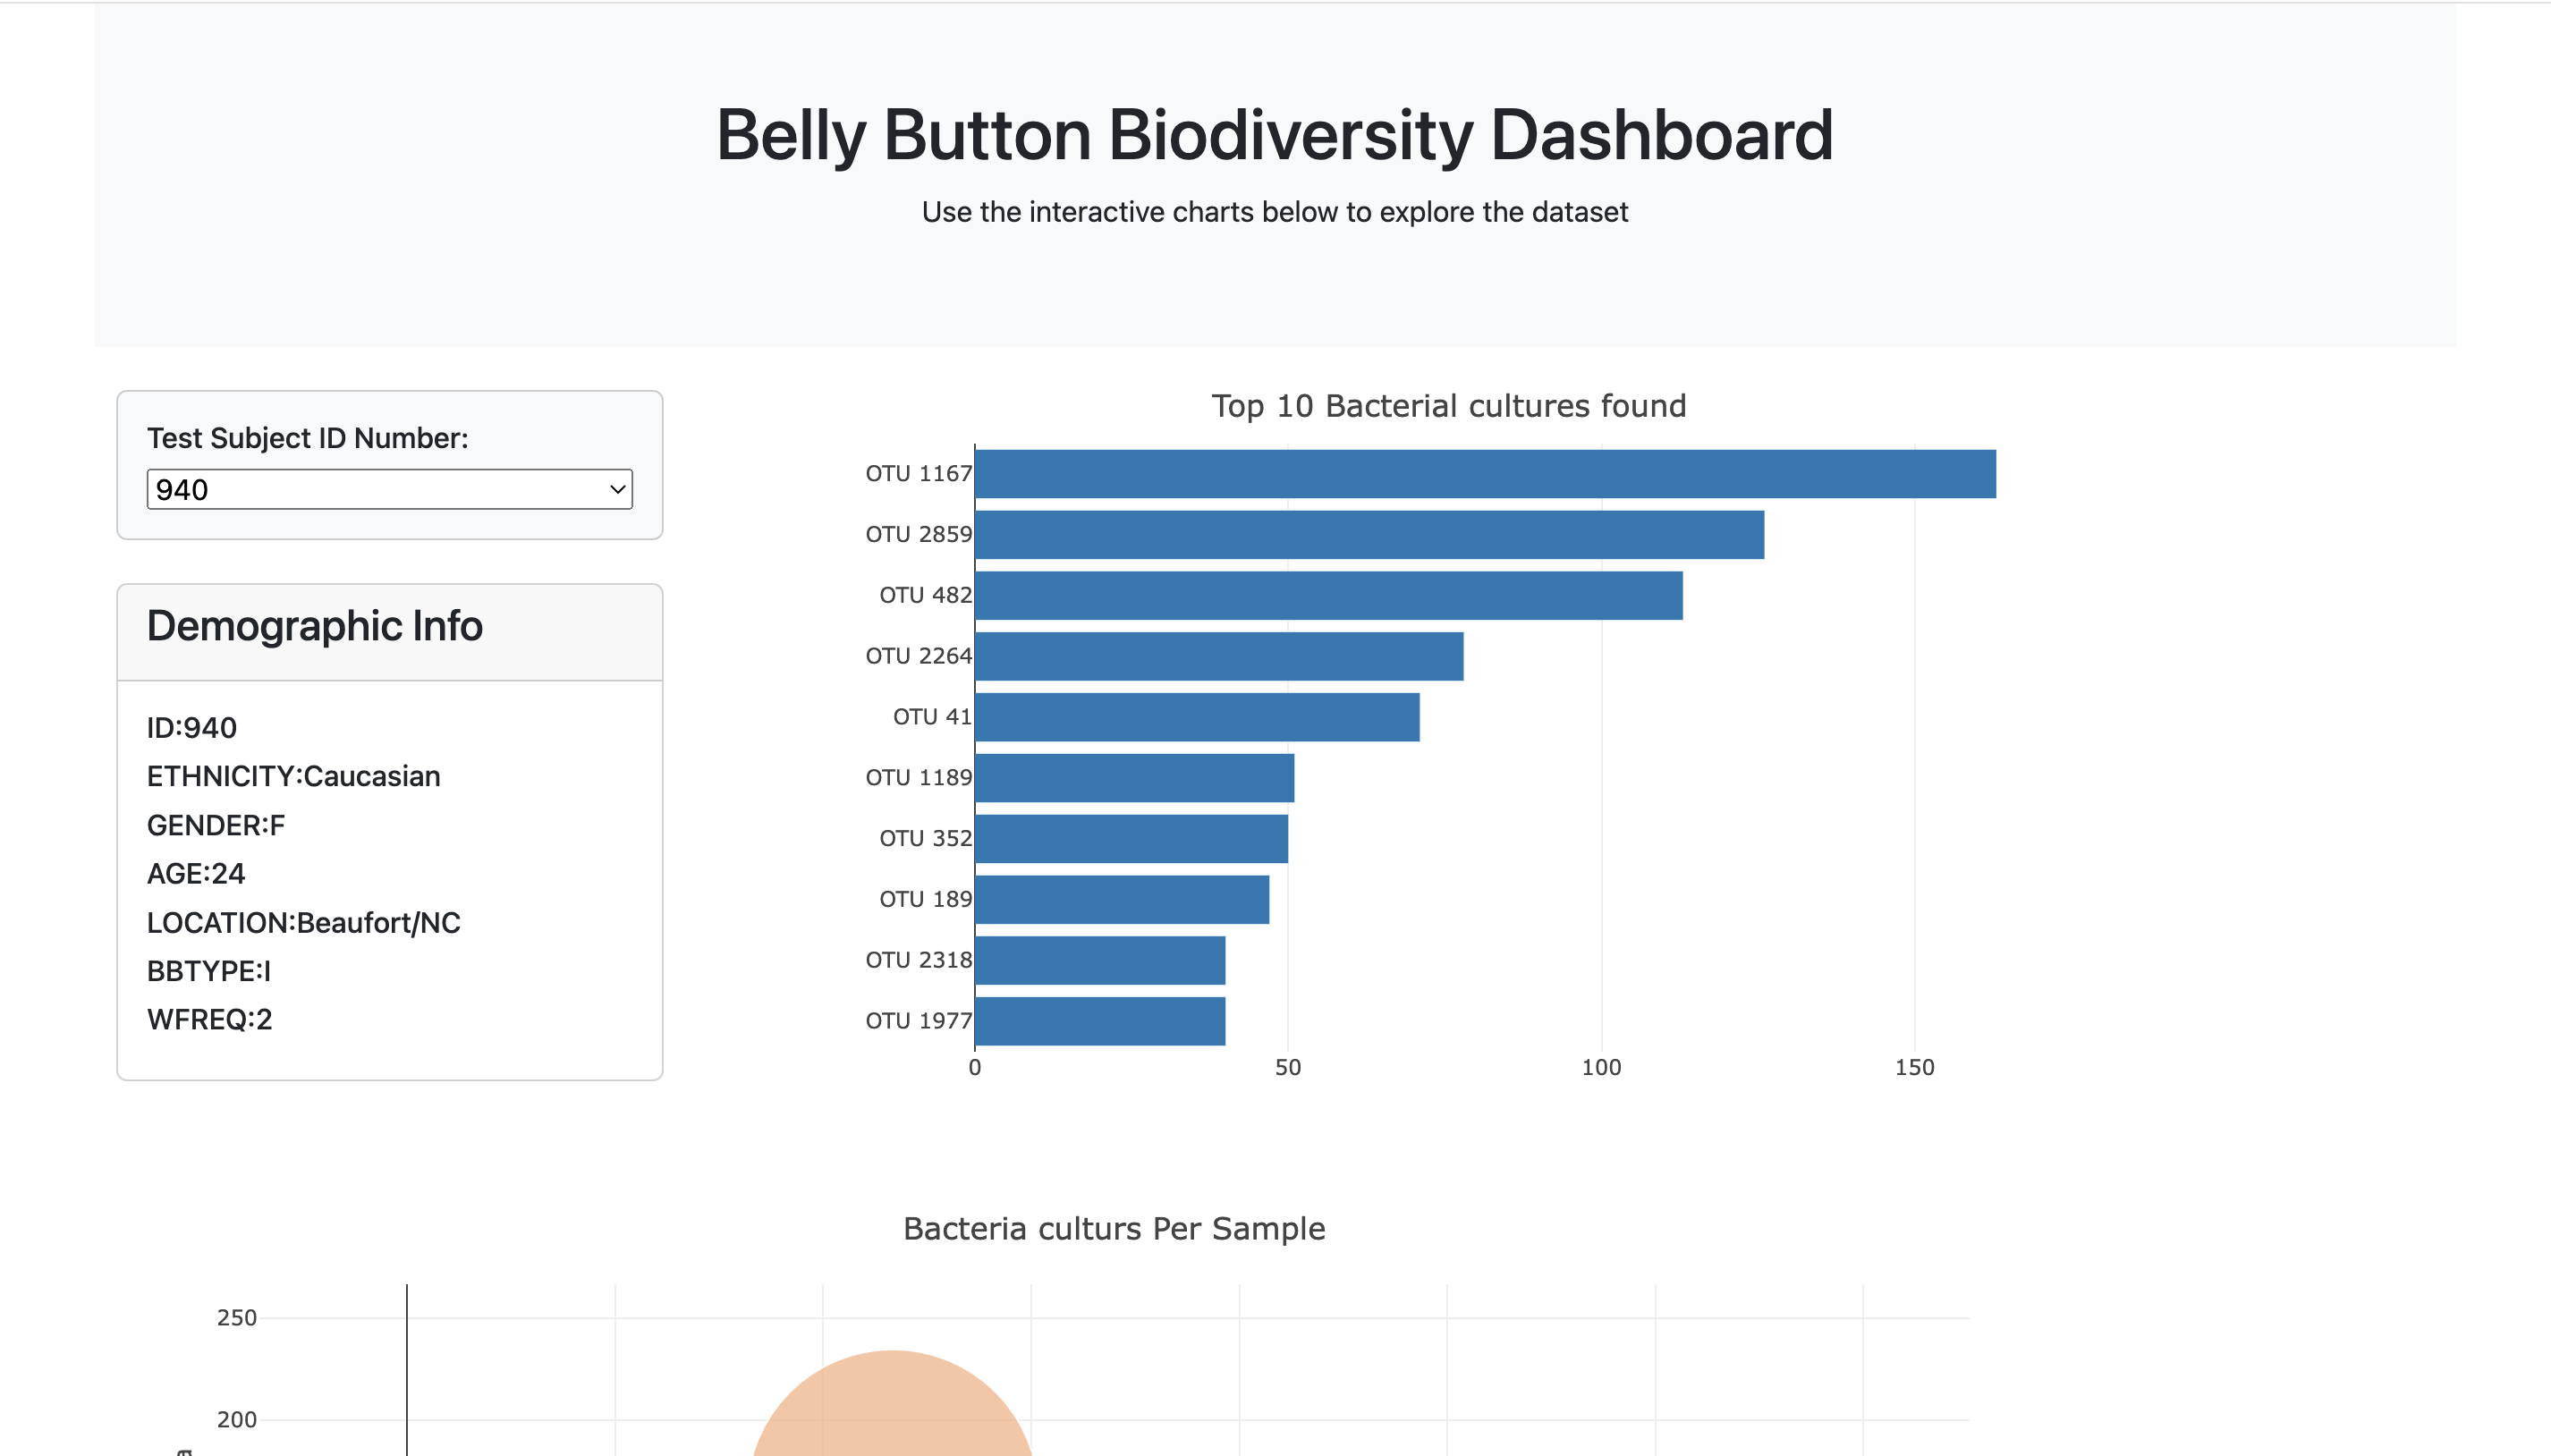 Belly Button Biodiversity Dashboard
Use the interactive charts below to explore the dataset
Test Subject ID Number:
940
Demographic Info
ID:940
ETHNICITY:Caucasian
GENDER:F
AGE:24
LOCATION:Beaufort/NC
BBTYPE:I
WFREQ:2
Top 10 Bacterial cultures found
OTU 1167
OTU 2859
OTU 482
OTU 2264
OTU 41
OTU 1189
OTU 352
OTU 189
OTU 2318
OTU 1977
0 50 100 150
Bacteria culturs Per Sample
250
200